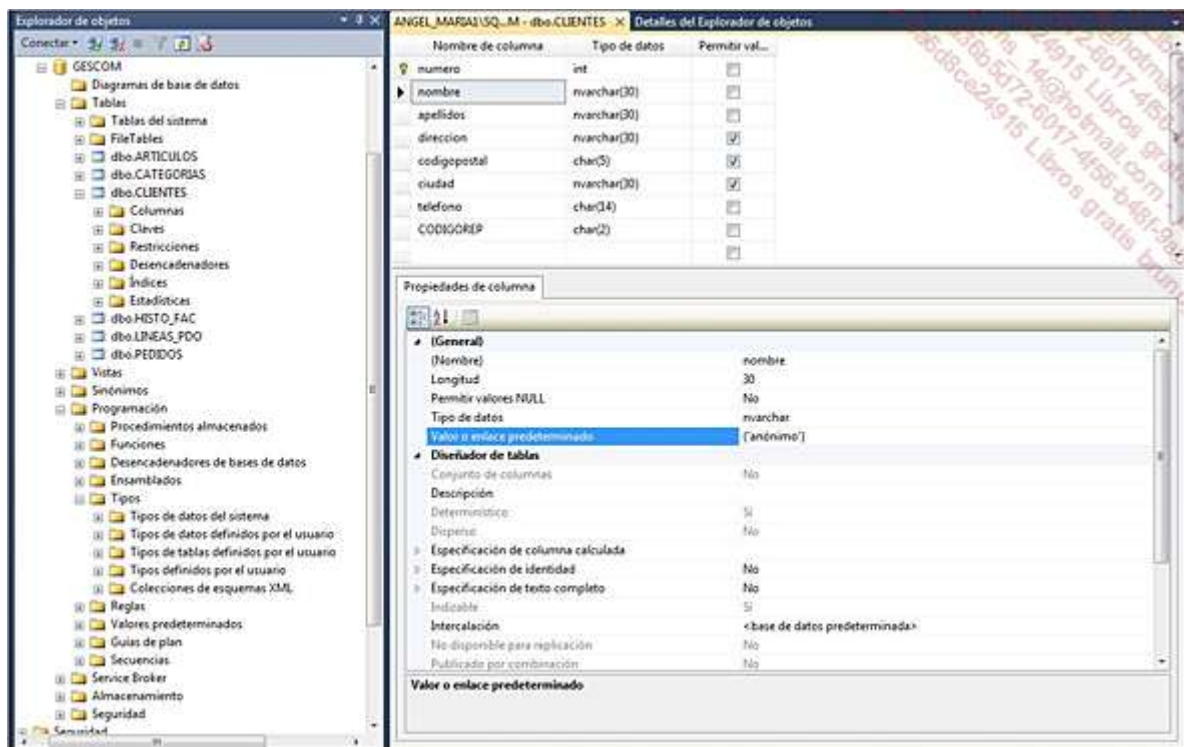 Explorador de objetos
Conectar
GESCOM
Diagramas de base de datos
Tablas
Tablas del sistema
FileTables
dbo.ARTICULOS
dbo.CATEGORIAS
dbo.CLIENTES
Columnas
Claves
Restricciones
Desencadenadores
Índices
Estadísticas
dbo.HISTO_FAC
dbo.LINEAS_PDO
dbo.PEDIDOS
Vistas
Sinónimos
Programación
Procedimientos almacenados
Funciones
Desencadenadores de bases de datos
Ensamblados
Tipos
Tipos de datos del sistema
Tipos de datos definidos por el usuario
Tipos de tablas definidos por el usuario
Tipos definidos por el usuario
Colecciones de esquemas XML
Reglas
Valores predeterminados
Guías de plan
Secuencias
Service Broker
Almacenamiento
Seguridad
Seguridad
ANGEL_MARIA1\SQ...M - dbo.CLIENTES Detalles del Explorador de objetos
Nombre de columna Tipo de datos Permitir val...
numero int
nombre nvarchar(30)
apellidos nvarchar(30)
direccion nvarchar(30)
codigopostal char(5)
ciudad nvarchar(30)
telefono char(14)
CODIGOREP char(2)
Propiedades de columna
(General)
(Nombre) nombre
Longitud 30
Permitir valores NULL No
Tipo de datos nvarchar
Valor o enlace predeterminado ('anónimo')
Diseñador de tablas
Conjunto de columnas No
Descripción
Determinístico Sí
Disperso No
Especificación de columna calculada
Especificación de identidad No
Especificación de texto completo No
Indizable Sí
Intercalación <base de datos predeterminada>
No disponible para replicación No
Publicado por combinación No
Valor o enlace predeterminado